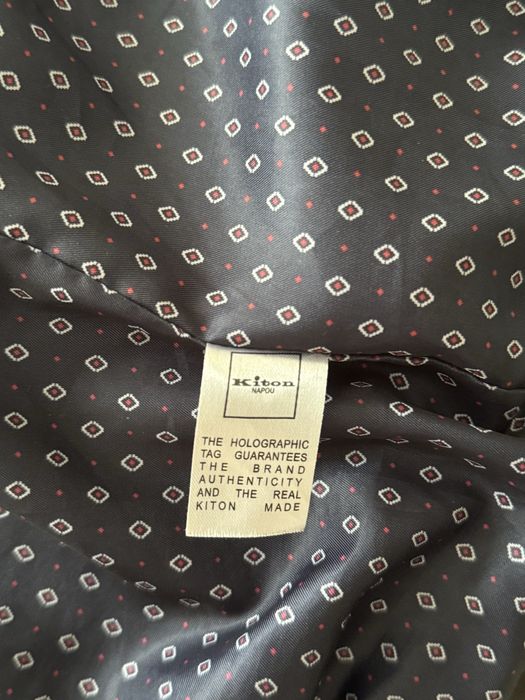 Kiton
NAPOLI
THE HOLOGRAPHIC
TAG GUARANTEES
THE BRAND
AUTHENTICITY
AND THE REAL
KITON MADE